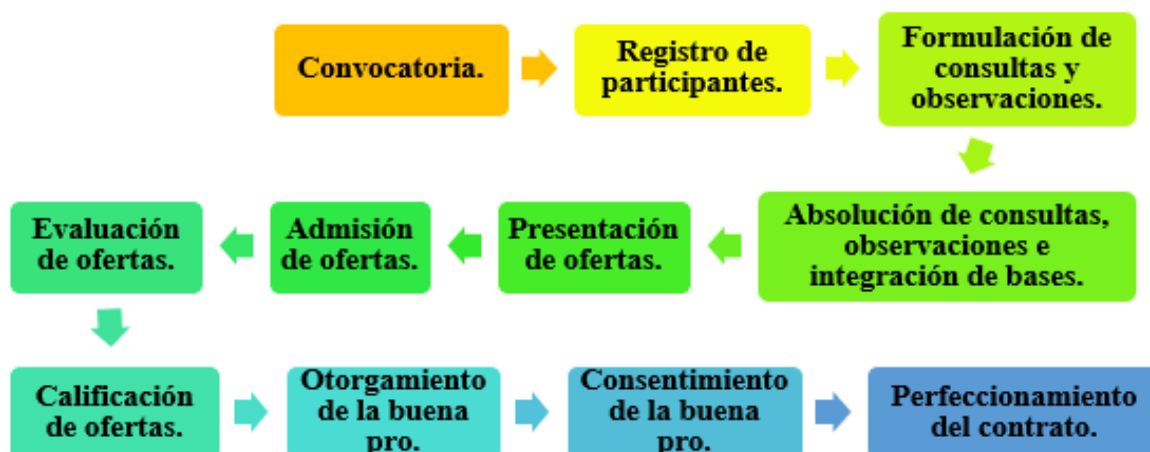 Convocatoria.
Registro de
participantes.
Formulación de
consultas y
observaciones.
Absolución de consultas,
observaciones e
integración de bases.
Presentación
de ofertas.
Admisión
de ofertas.
Evaluación
de ofertas.
Calificación
de ofertas.
Otorgamiento
de la buena
pro.
Consentimiento
de la buena
pro.
Perfeccionamiento
del contrato.